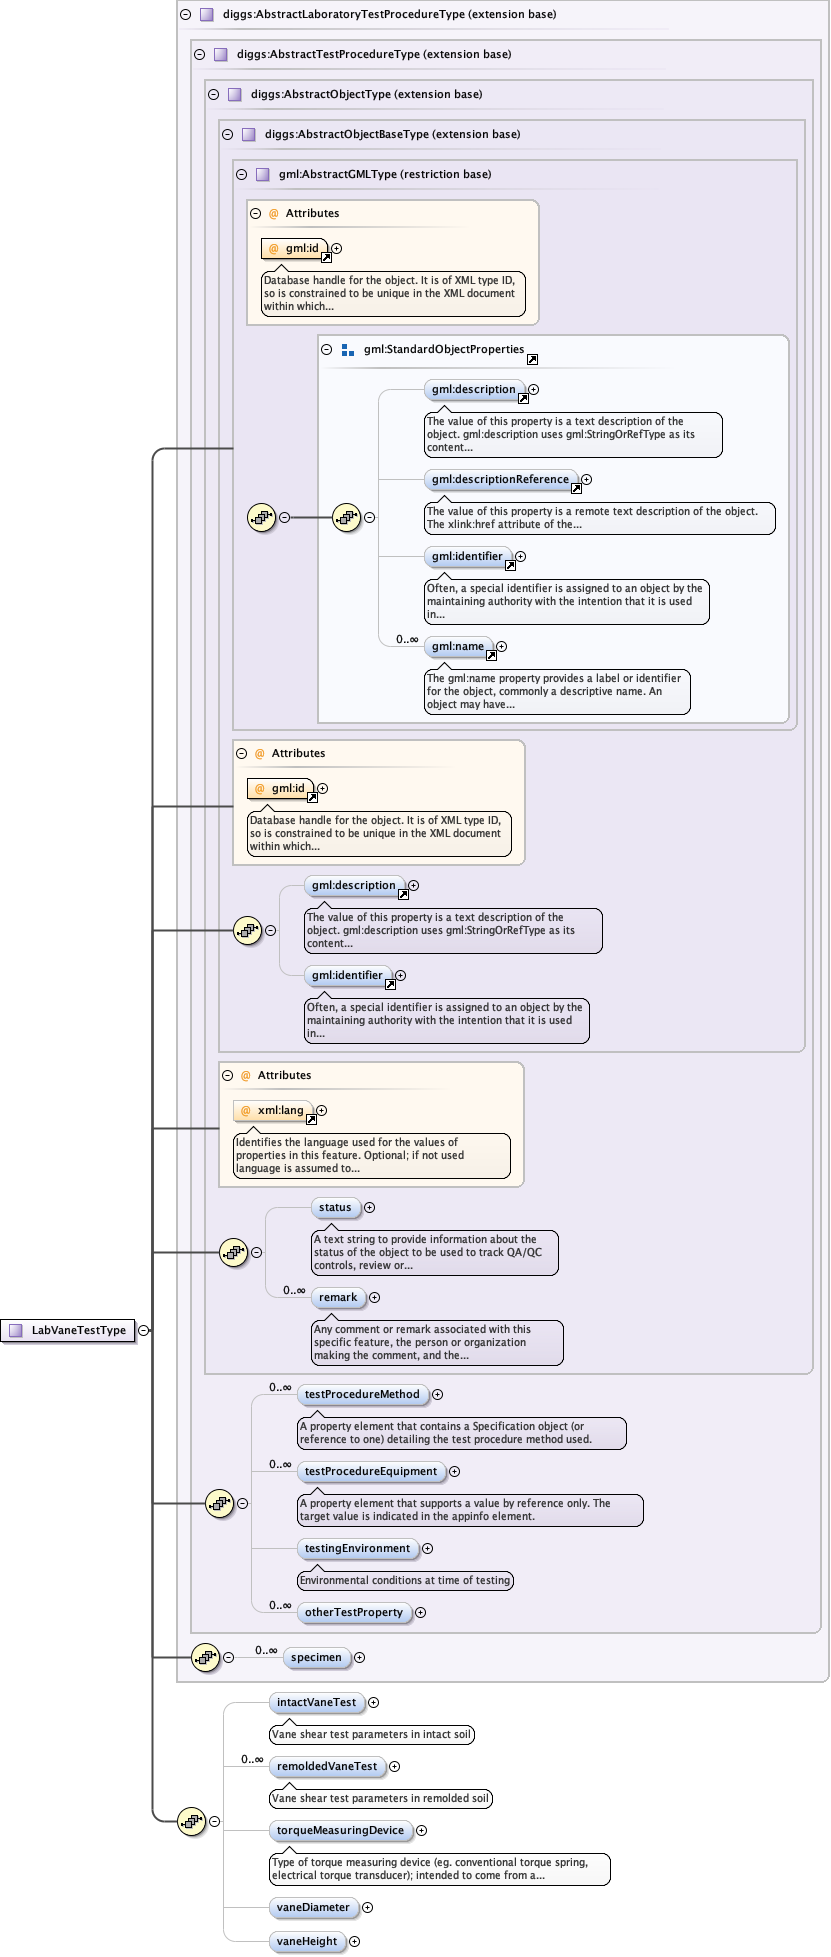 diggs:AbstractLaboratoryTestProcedureType (extension base)
diggs:AbstractTestProcedureType (extension base)
diggs:AbstractObjectType (extension base)
diggs:AbstractObjectBaseType (extension base)
gml:AbstractGMLType (restriction base)
@ Attributes
@ gml:id
Database handle for the object. It is of XML type ID,
so is constrained to be unique in the XML document
within which...
gml:StandardObjectProperties
gml:description
The value of this property is a text description of the
object. gml:description uses gml:StringOrRefType as its
content...
gml:descriptionReference
The value of this property is a remote text description of the object.
The xlink:href attribute of the...
gml:identifier
Often, a special identifier is assigned to an object by the
maintaining authority with the intention that it is used
in...
0..∞
gml:name
The gml:name property provides a label or identifier
for the object, commonly a descriptive name. An
object may have...
@ Attributes
@ gml:id
Database handle for the object. It is of XML type ID,
so is constrained to be unique in the XML document
within which...
gml:description
The value of this property is a text description of the
object. gml:description uses gml:StringOrRefType as its
content...
gml:identifier
Often, a special identifier is assigned to an object by the
maintaining authority with the intention that it is used
in...
@ Attributes
@ xml:lang
Identifies the language used for the values of
properties in this feature. Optional; if not used
language is assumed to...
status
A text string to provide information about the
status of the object to be used to track QA/QC
controls, review or...
0..∞
remark
Any comment or remark associated with this
specific feature, the person or organization
making the comment, and the...
LabVaneTestType
0..∞
testProcedureMethod
A property element that contains a Specification object (or
reference to one) detailing the test procedure method used.
0..∞
testProcedureEquipment
A property element that supports a value by reference only. The
target value is indicated in the appinfo element.
testingEnvironment
Environmental conditions at time of testing
0..∞
otherTestProperty
0..∞
specimen
intactVaneTest
Vane shear test parameters in intact soil
0..∞
remoldedVaneTest
Vane shear test parameters in remolded soil
torqueMeasuringDevice
Type of torque measuring device (eg. conventional torque spring,
electrical torque transducer); intended to come from a...
vaneDiameter
vaneHeight